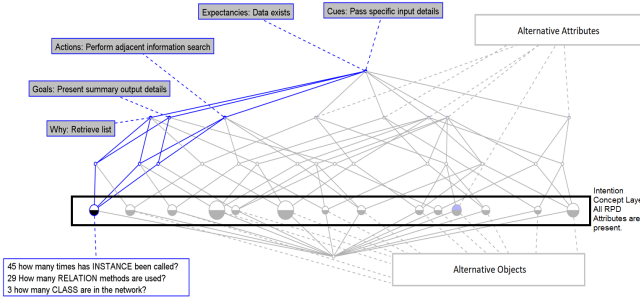 Expectancies: Data exists
Cues: Pass specific input details
Alternative Attributes
Actions: Perform adjacent information search
Goals: Present summary output details
Why: Retrieve list
Intention
Concept Layer
All RPD
Attributes are
present.
45 how many times has INSTANCE been called?
29 How many RELATION methods are used?
3 how many CLASS are in the network?
Alternative Objects